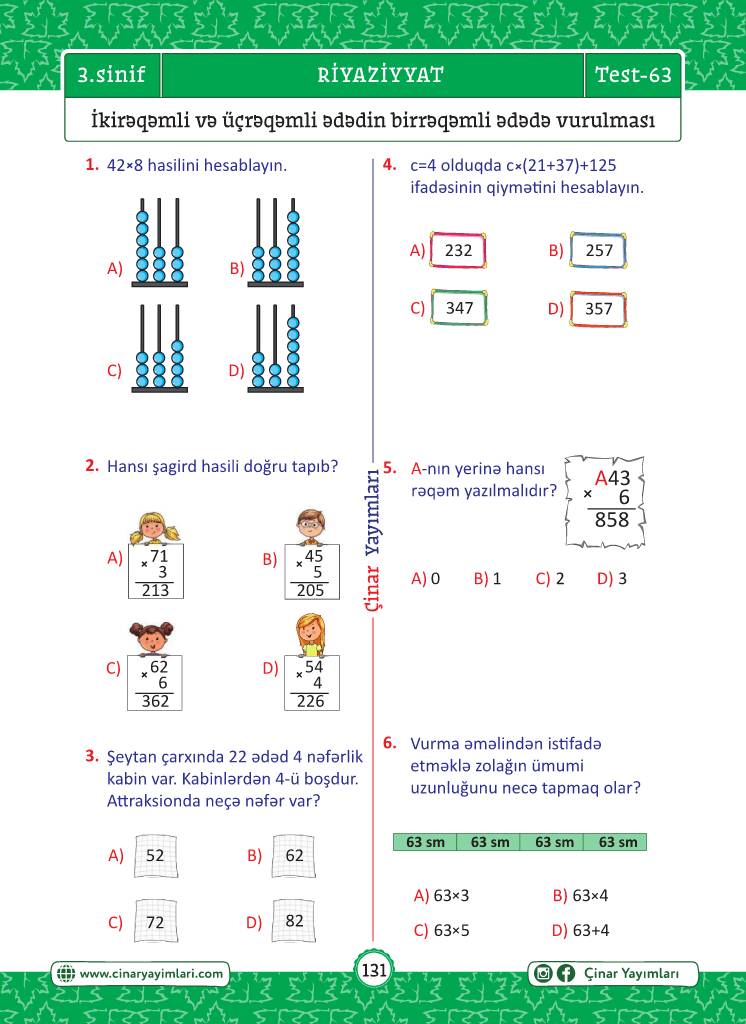 3.sinif
RİYAZİYYAT
Test-63
İkirəqəmli və üçrəqəmli ədədin birrəqəmli ədədə vurulması
1. 42×8 hasilini hesablayın.
A)
B)
C)
D)
2. Hansı şagird hasili doğru tapıb?
A) ×71
3
213
B) ×45
5
205
C) ×62
6
362
D) ×54
4
226
3. Şeytan çarxında 22 ədəd 4 nəfərlik
kabin var. Kabinlərdən 4-ü boşdur.
Attraksionda neçə nəfər var?
A) 52
B) 62
C) 72
D) 82
Çinar Yayımları
4. c=4 olduqda c×(21+37)+125
ifadəsinin qiymətini hesablayın.
A) 232
B) 257
C) 347
D) 357
5. A-nın yerinə hansı
rəqəm yazılmalıdır?
A43
× 6
858
A) 0 B) 1 C) 2 D) 3
6. Vurma əməlindən istifadə
etməklə zolağın ümumi
uzunluğunu necə tapmaq olar?
63 sm 63 sm 63 sm 63 sm
A) 63×3 B) 63×4
C) 63×5 D) 63+4
www.cinaryayimlari.com
131
Çinar Yayımları